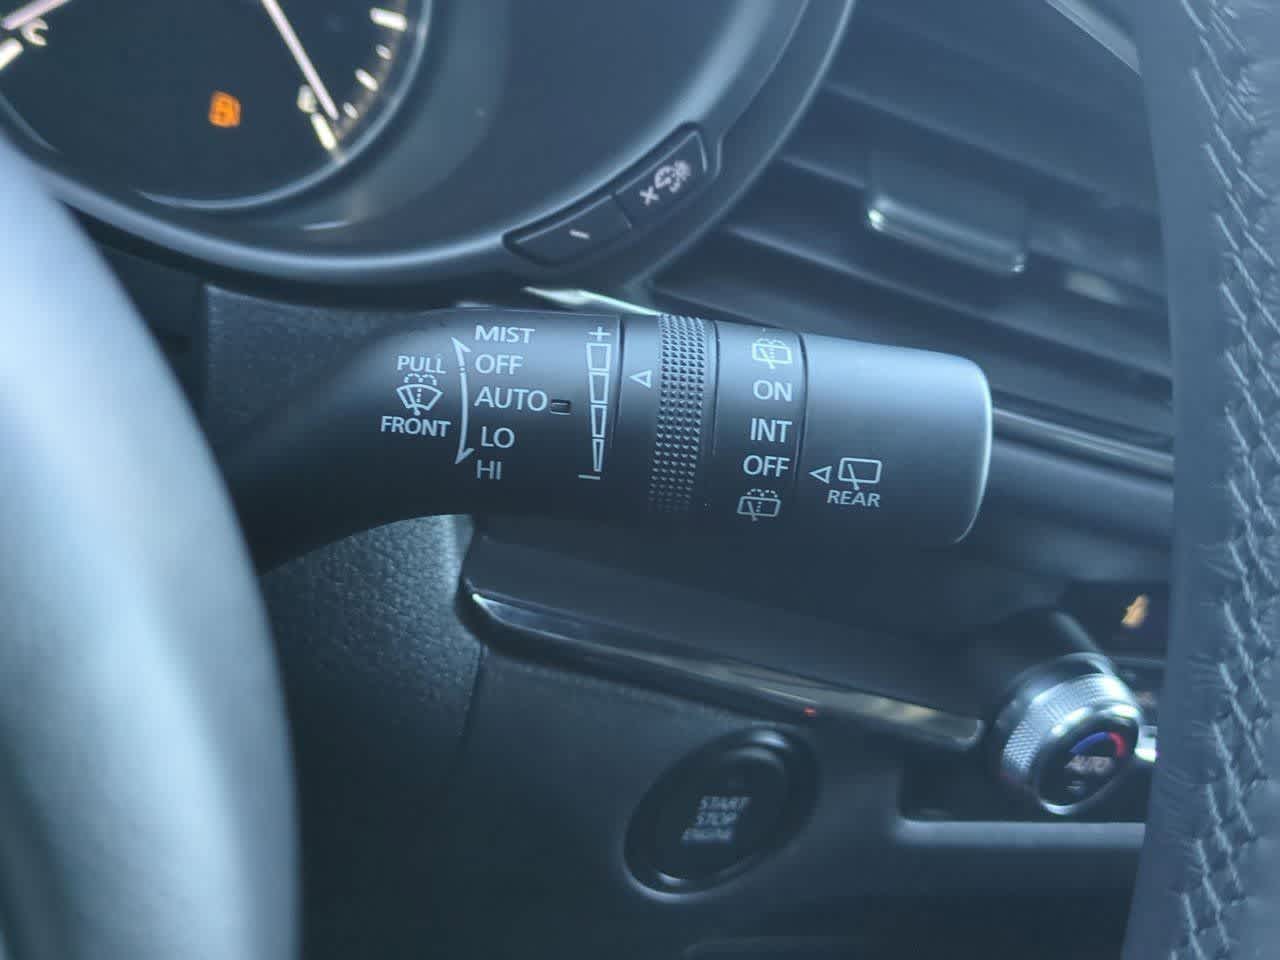 MIST
OFF
AUTO
LO
HI
PULL
FRONT
+
−
ON
INT
OFF
REAR
START
STOP
ENGINE
AUTO